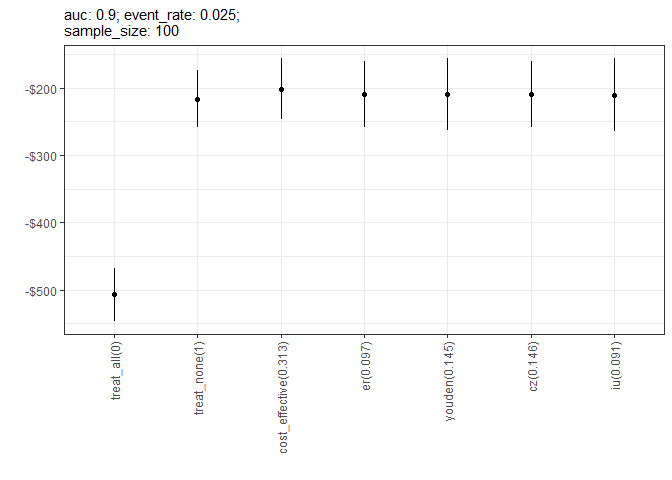 auc: 0.9; event_rate: 0.025;
sample_size: 100
-$200
-$300
-$400
-$500
treat_all(0)
treat_none(1)
cost_effective(0.313)
er(0.097)
youden(0.145)
cz(0.146)
iu(0.091)